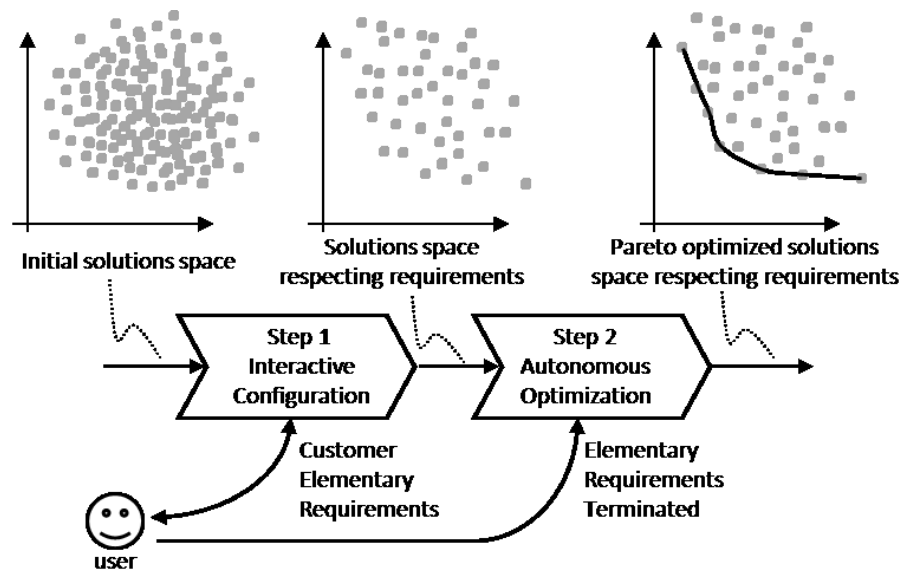 Initial solutions space
Solutions space
respecting requirements
Pareto optimized solutions
space respecting requirements
Step 1
Interactive
Configuration
Step 2
Autonomous
Optimization
Customer
Elementary
Requirements
Elementary
Requirements
Terminated
user